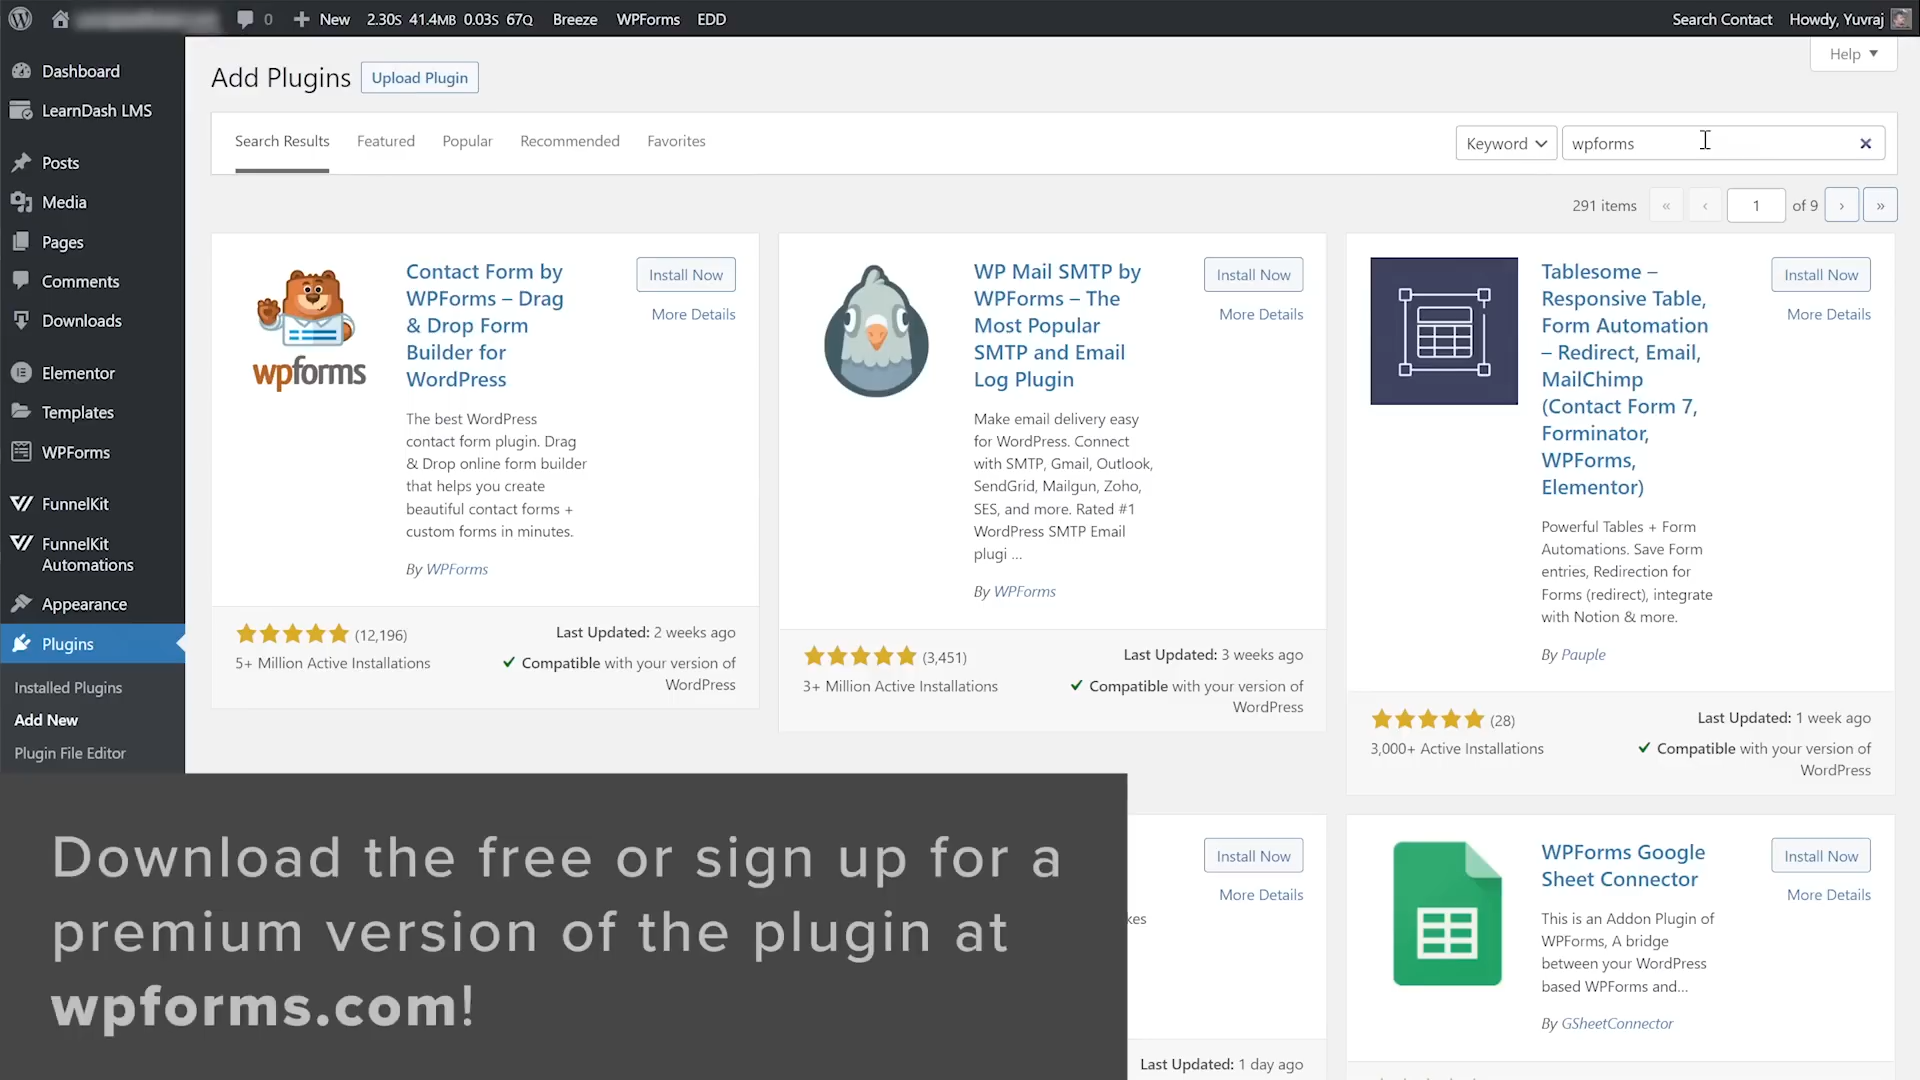 0 New 2.30S 41.4MB 0.03S 67Q Breeze WPForms EDD Search Contact Howdy, Yuvraj
Help
Dashboard
LearnDash LMS
Posts
Media
Pages
Comments
Downloads
Elementor
Templates
WPForms
FunnelKit
FunnelKit
Automations
Appearance
Plugins
Installed Plugins
Add New
Plugin File Editor
Add Plugins Upload Plugin
Search Results Featured Popular Recommended Favorites Keyword wpforms
291 items « ‹ 1 of 9 › »
wpforms
Contact Form by
WPForms – Drag
& Drop Form
Builder for
WordPress
Install Now
More Details
The best WordPress
contact form plugin. Drag
& Drop online form builder
that helps you create
beautiful contact forms +
custom forms in minutes.
By WPForms
(12,196)
5+ Million Active Installations
Last Updated: 2 weeks ago
Compatible with your version of
WordPress
WP Mail SMTP by
WPForms – The
Most Popular
SMTP and Email
Log Plugin
Install Now
More Details
Make email delivery easy
for WordPress. Connect
with SMTP, Gmail, Outlook,
SendGrid, Mailgun, Zoho,
SES, and more. Rated #1
WordPress SMTP Email
plugi ...
By WPForms
(3,451)
3+ Million Active Installations
Last Updated: 3 weeks ago
Compatible with your version of
WordPress
Tablesome –
Responsive Table,
Form Automation
– Redirect, Email,
MailChimp
(Contact Form 7,
Forminator,
WPForms,
Elementor)
Install Now
More Details
Powerful Tables + Form
Automations. Save Form
entries, Redirection for
Forms (redirect), integrate
with Notion & more.
By Pauple
(28)
3,000+ Active Installations
Last Updated: 1 week ago
Compatible with your version of
WordPress
Install Now
More Details
kes
Last Updated: 1 day ago
WPForms Google
Sheet Connector
Install Now
More Details
This is an Addon Plugin of
WPForms, A bridge
between your WordPress
based WPForms and...
By GSheetConnector
Download the free or sign up for a
premium version of the plugin at
wpforms.com!